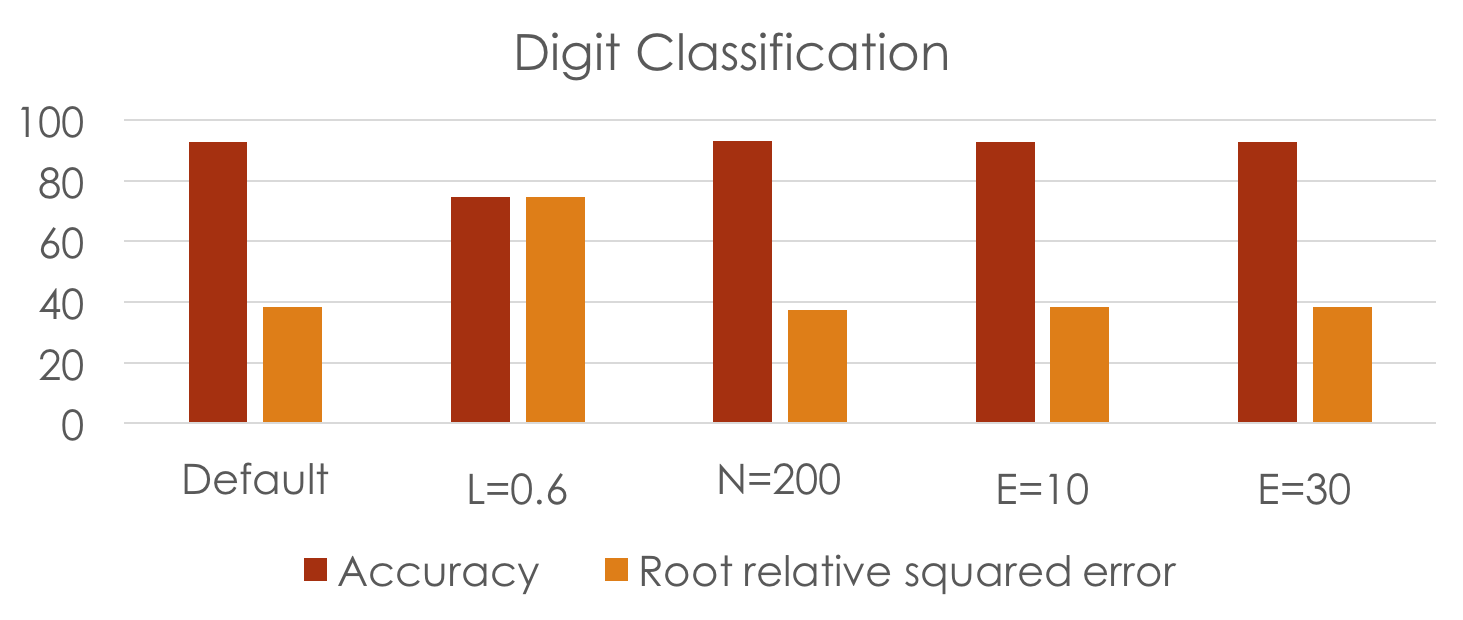 Digit Classification
100
80
60
40
20
0
Default L=0.6 N=200 E=10 E=30
Accuracy Root relative squared error